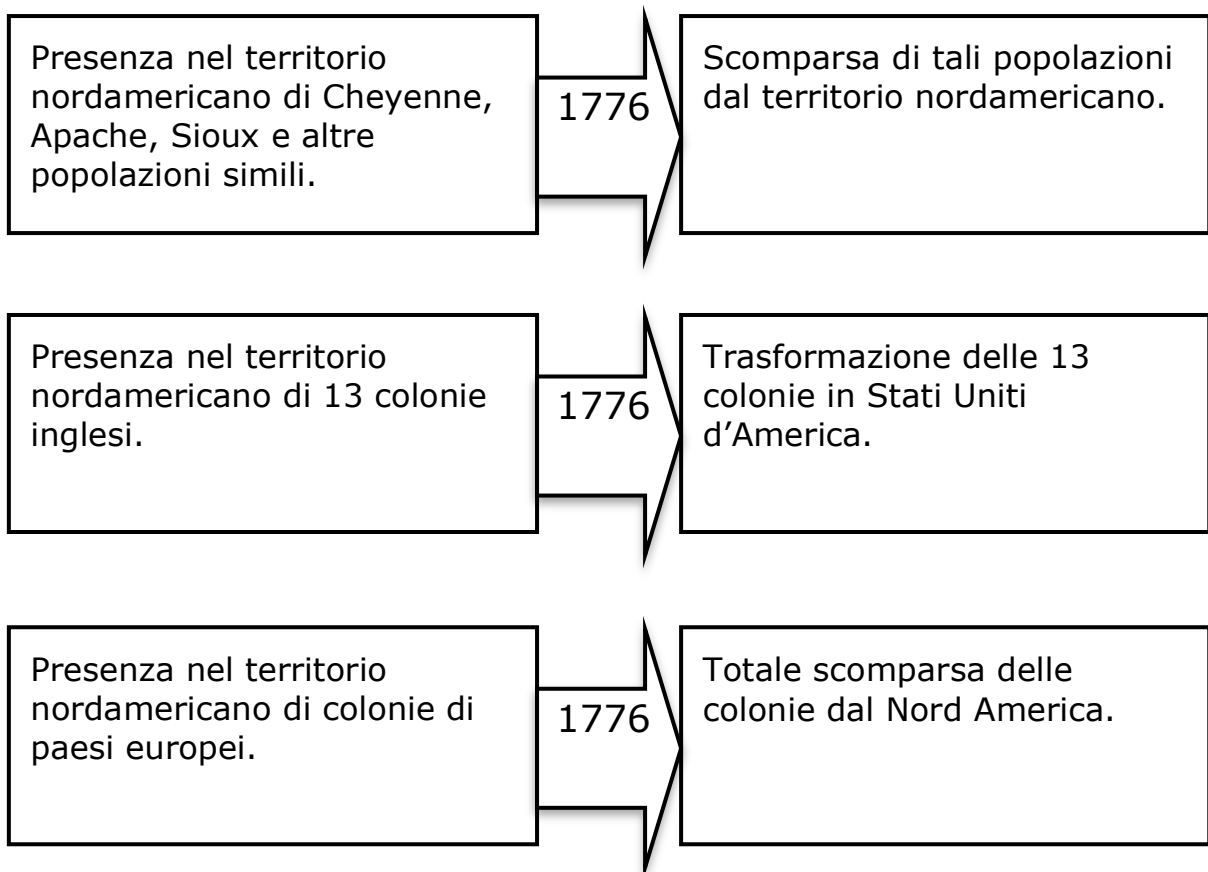 Presenza nel territorio
nordamericano di Cheyenne,
Apache, Sioux e altre
popolazioni simili.
1776
Scomparsa di tali popolazioni
dal territorio nordamericano.
Presenza nel territorio
nordamericano di 13 colonie
inglesi.
1776
Trasformazione delle 13
colonie in Stati Uniti
d’America.
Presenza nel territorio
nordamericano di colonie di
paesi europei.
1776
Totale scomparsa delle
colonie dal Nord America.